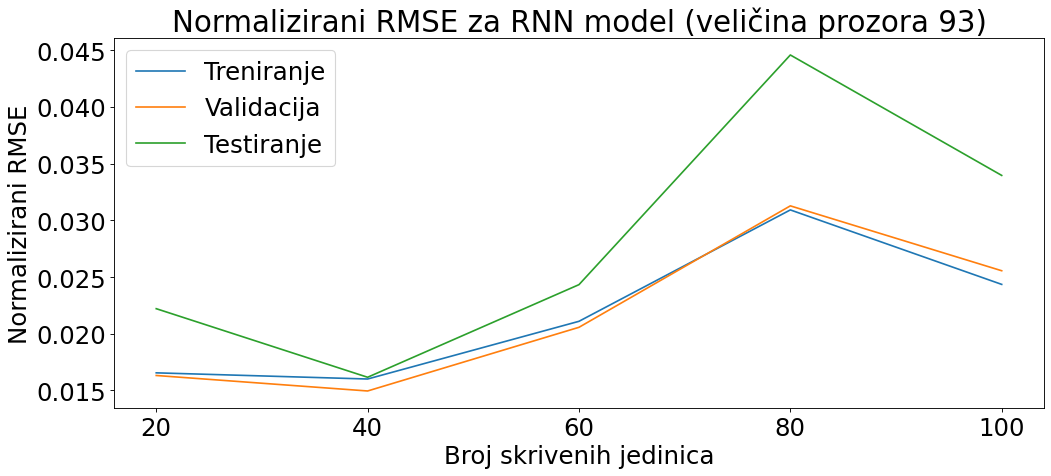 Normalizirani RMSE za RNN model (veličina prozora 93)
Normalizirani RMSE
0.045
0.040
0.035
0.030
0.025
0.020
0.015
Treniranje
Validacija
Testiranje
20 40 60 80 100
Broj skrivenih jedinica